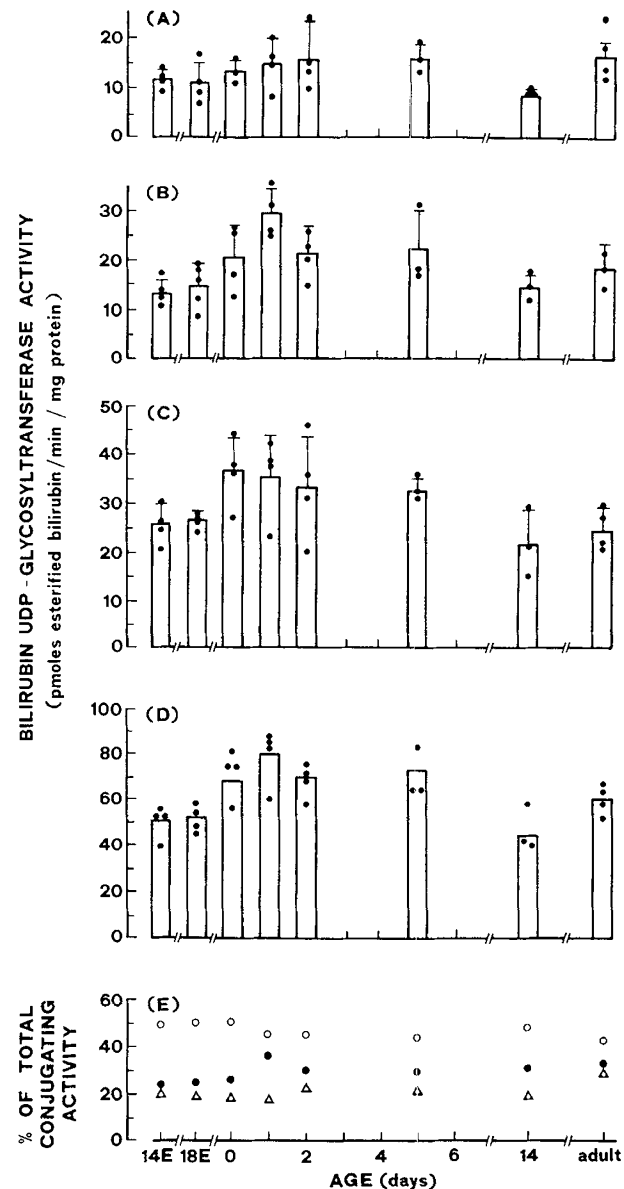 BILIRUBIN UDP-GLYCOSYLTRANSFERASE ACTIVITY
(pmoles esterified bilirubin/min/mg protein)
(A)
15
20
10
0
(B)
30
20
10
0
(C)
50
40
30
20
10
0
(D)
100
80
60
40
20
0
% OF TOTAL
CONJUGATING
ACTIVITY
(E)
60
40
20
0
14E 18E 0 2 4 6 14 adult
AGE (days)